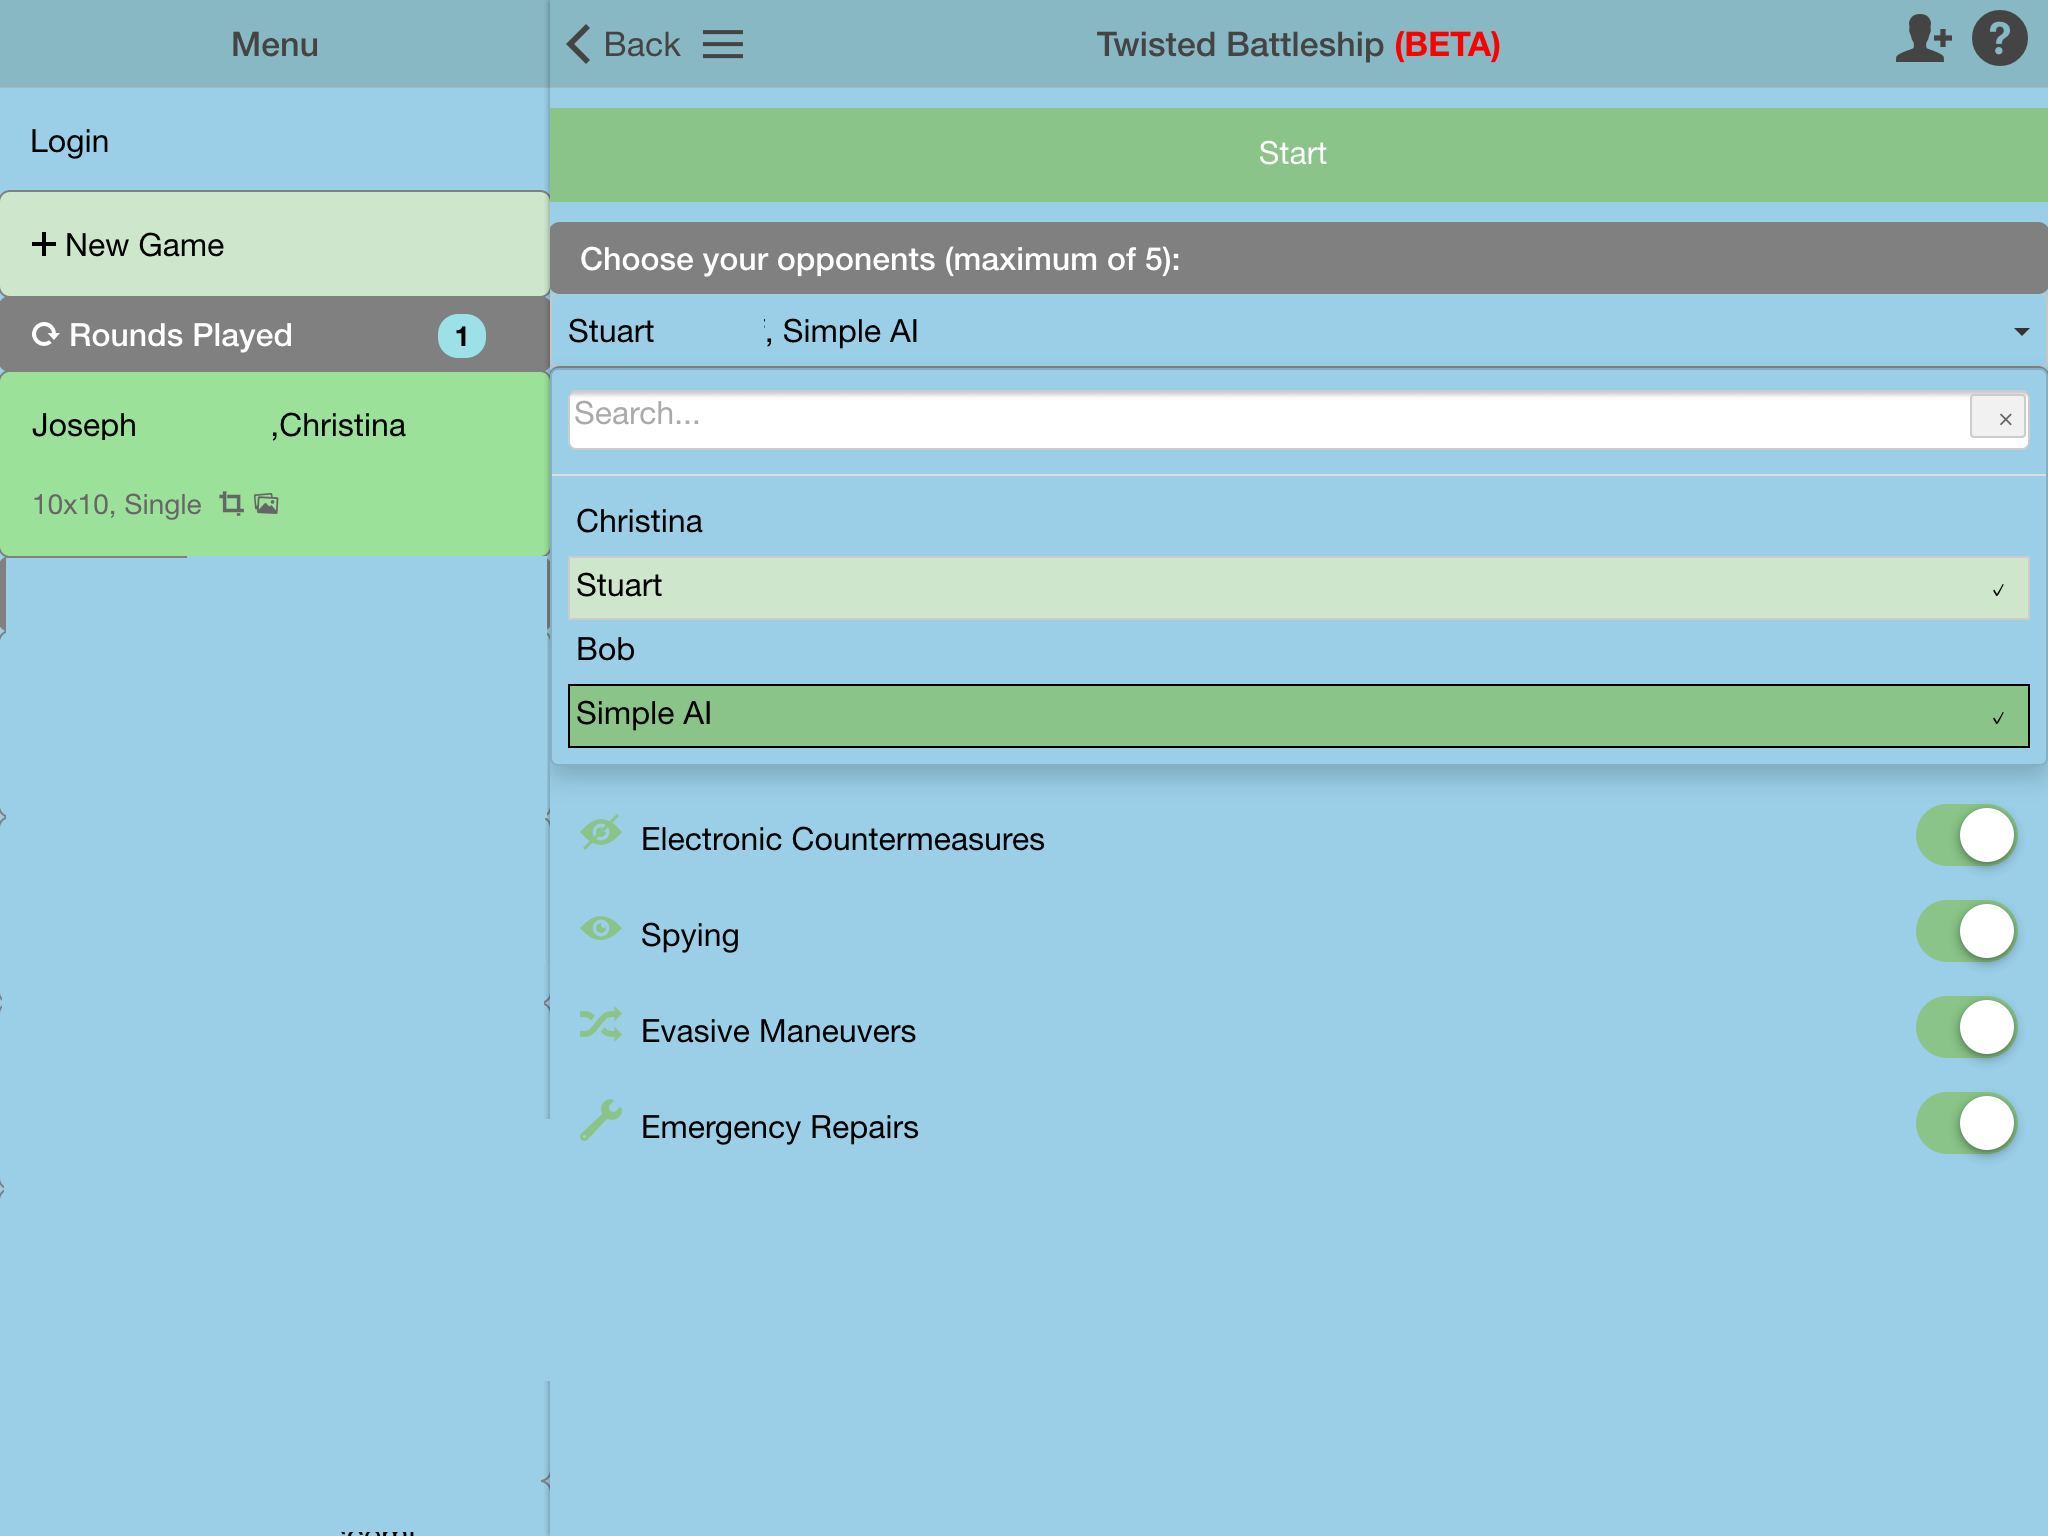 Menu
Login
New Game
Rounds Played 1
Joseph ,Christina
10x10, Single
Back
Twisted Battleship (BETA)
Start
Choose your opponents (maximum of 5):
Stuart , Simple AI
Search...
Christina
Stuart
Bob
Simple AI
Electronic Countermeasures
Spying
Evasive Maneuvers
Emergency Repairs